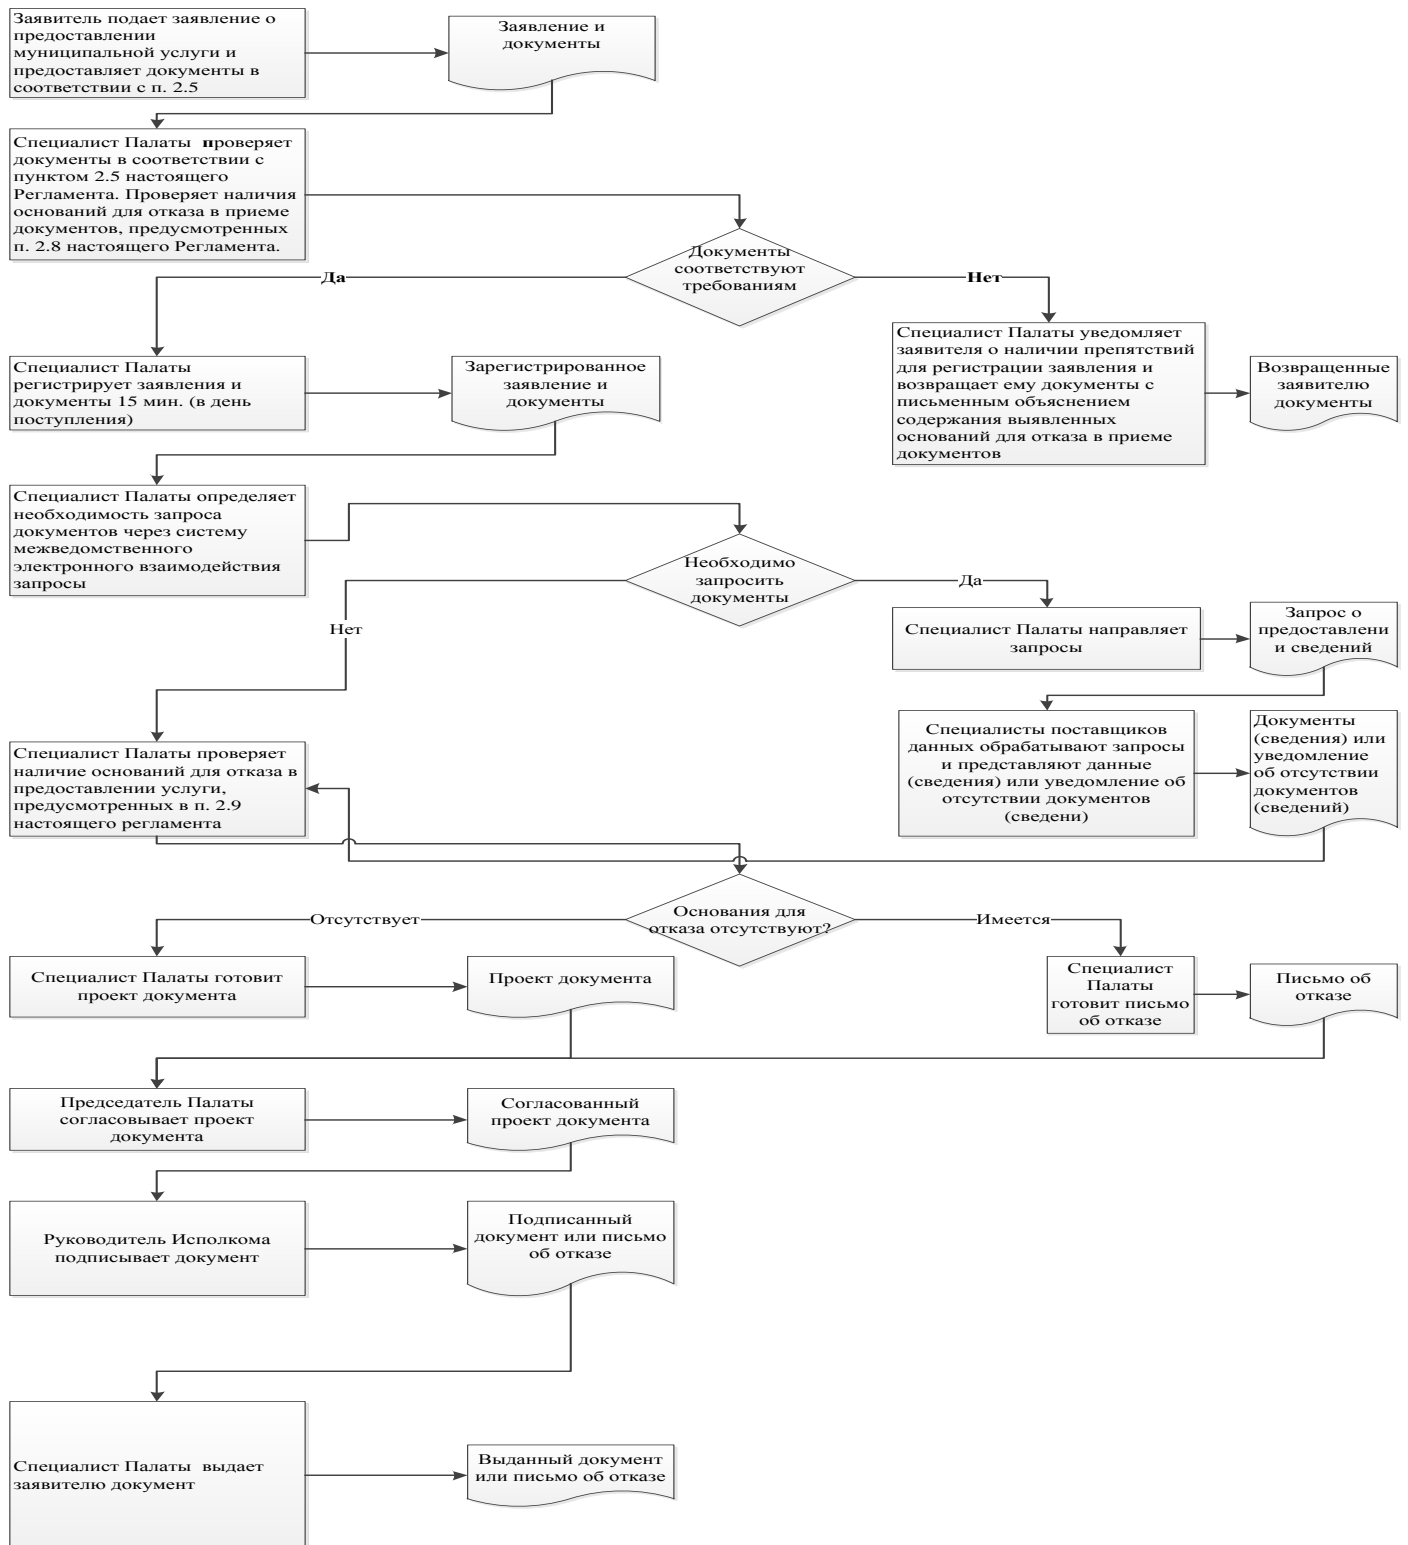 Заявитель подает заявление о
предоставлении
муниципальной услуги и
предоставляет документы в
соответствии с п. 2.5
Заявление и
документы
Специалист Палаты проверяет
документы в соответствии с
пунктом 2.5 настоящего
Регламента. Проверяет наличия
оснований для отказа в приеме
документов, предусмотренных
п. 2.8 настоящего Регламента.
Документы
соответствуют
требованиям
Да
Нет
Специалист Палаты
регистрирует заявления и
документы 15 мин. (в день
поступления)
Зарегистрированное
заявление и
документы
Специалист Палаты уведомляет
заявителя о наличии препятствий
для регистрации заявления и
возвращает ему документы с
письменным объяснением
содержания выявленных
оснований для отказа в приеме
документов
Возвращенные
заявителю
документы
Специалист Палаты определяет
необходимость запроса
документов через систему
межведомственного
электронного взаимодействия
запросы
Необходимо
запросить
документы
Да
Нет
Специалист Палаты направляет
запросы
Запрос о
предоставлени
и сведений
Специалисты поставщиков
данных обрабатывают запросы
и представляют данные
(сведения) или уведомление об
отсутствии документов
(сведени)
Документы
(сведения) или
уведомление
об отсутствии
документов
(сведений)
Специалист Палаты проверяет
наличие оснований для отказа в
предоставлении услуги,
предусмотренных в п. 2.9
настоящего регламента
Основания для
отказа отсутствуют?
Отсутствует
Имеется
Специалист Палаты готовит
проект документа
Проект документа
Специалист
Палаты
готовит письмо
об отказе
Письмо об
отказе
Председатель Палаты
согласовывает проект
документа
Согласованный
проект документа
Руководитель Исполкома
подписывает документ
Подписанный
документ или письмо
об отказе
Специалист Палаты выдает
заявителю документ
Выданный документ
или письмо об отказе